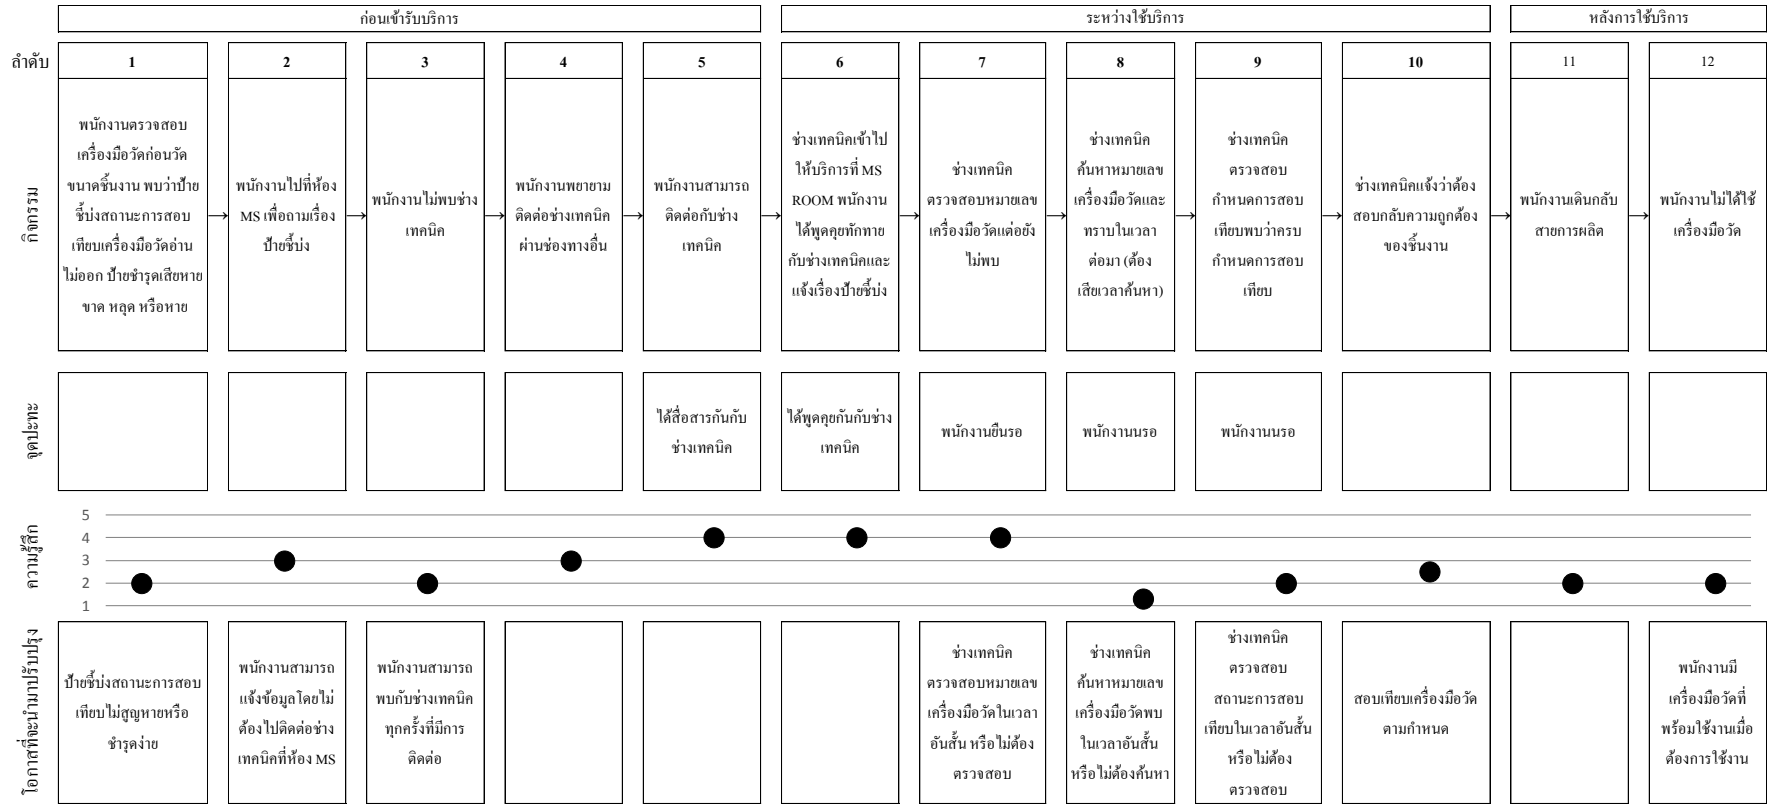 ก่อนเข้ารับบริการ
ระหว่างใช้บริการ
หลังการใช้บริการ
ลำดับ
1
2
3
4
5
6
7
8
9
10
11
12
กิจกรรม
พนักงานตรวจสอบ
เครื่องมือวัดก่อนวัด
ขนาดชิ้นงาน พบว่าป้าย
ชี้บ่งสถานะการสอบ
เทียบเครื่องมือวัดอ่าน
ไม่ออก ป้ายชำรุดเสียหาย
ขาด หลุด หรือหาย
→
พนักงานไปที่ห้อง
MS เพื่อถามเรื่อง
ป้ายชี้บ่ง
→
พนักงานไม่พบช่าง
เทคนิค
→
พนักงานพยายาม
ติดต่อช่างเทคนิค
ผ่านช่องทางอื่น
→
พนักงานสามารถ
ติดต่อกับช่าง
เทคนิค
→
ช่างเทคนิคเข้าไป
ให้บริการที่ MS
ROOM พนักงาน
ได้พูดคุยทักทาย
กับช่างเทคนิคและ
แจ้งเรื่องป้ายชี้บ่ง
→
ช่างเทคนิค
ตรวจสอบหมายเลข
เครื่องมือวัดแต่ยัง
ไม่พบ
→
ช่างเทคนิค
ค้นหาหมายเลข
เครื่องมือวัดและ
ทราบในเวลา
ต่อมา (ต้อง
เสียเวลาค้นหา)
→
ช่างเทคนิค
ตรวจสอบ
กำหนดการสอบ
เทียบพบว่าครบ
กำหนดการสอบ
เทียบ
→
ช่างเทคนิคแจ้งว่าต้อง
สอบกลับความถูกต้อง
ของชิ้นงาน
→
พนักงานเดินกลับ
สายการผลิต
→
พนักงานไม่ได้ใช้
เครื่องมือวัด
จุดปะทะ
ได้สื่อสารกันกับ
ช่างเทคนิค
ได้พูดคุยกันกับช่าง
เทคนิค
พนักงานยืนรอ
พนักงานนรอ
พนักงานนรอ
ความรู้สึก
5
4
3
2
1
โอกาสที่จะนำมาปรับปรุง
ป้ายชี้บ่งสถานะการสอบ
เทียบไม่สูญหายหรือ
ชำรุดง่าย
พนักงานสามารถ
แจ้งข้อมูลโดยไม่
ต้องไปติดต่อช่าง
เทคนิคที่ห้อง MS
พนักงานสามารถ
พบกับช่างเทคนิค
ทุกครั้งที่มีการ
ติดต่อ
ช่างเทคนิค
ตรวจสอบหมายเลข
เครื่องมือวัดในเวลา
อันสั้น หรือไม่ต้อง
ตรวจสอบ
ช่างเทคนิค
ค้นหาหมายเลข
เครื่องมือวัดพบ
ในเวลาอันสั้น
หรือไม่ต้องค้นหา
ช่างเทคนิค
ตรวจสอบ
สถานะการสอบ
เทียบในเวลาอันสั้น
หรือไม่ต้อง
ตรวจสอบ
สอบเทียบเครื่องมือวัด
ตามกำหนด
พนักงานมี
เครื่องมือวัดที่
พร้อมใช้งานเมื่อ
ต้องการใช้งาน